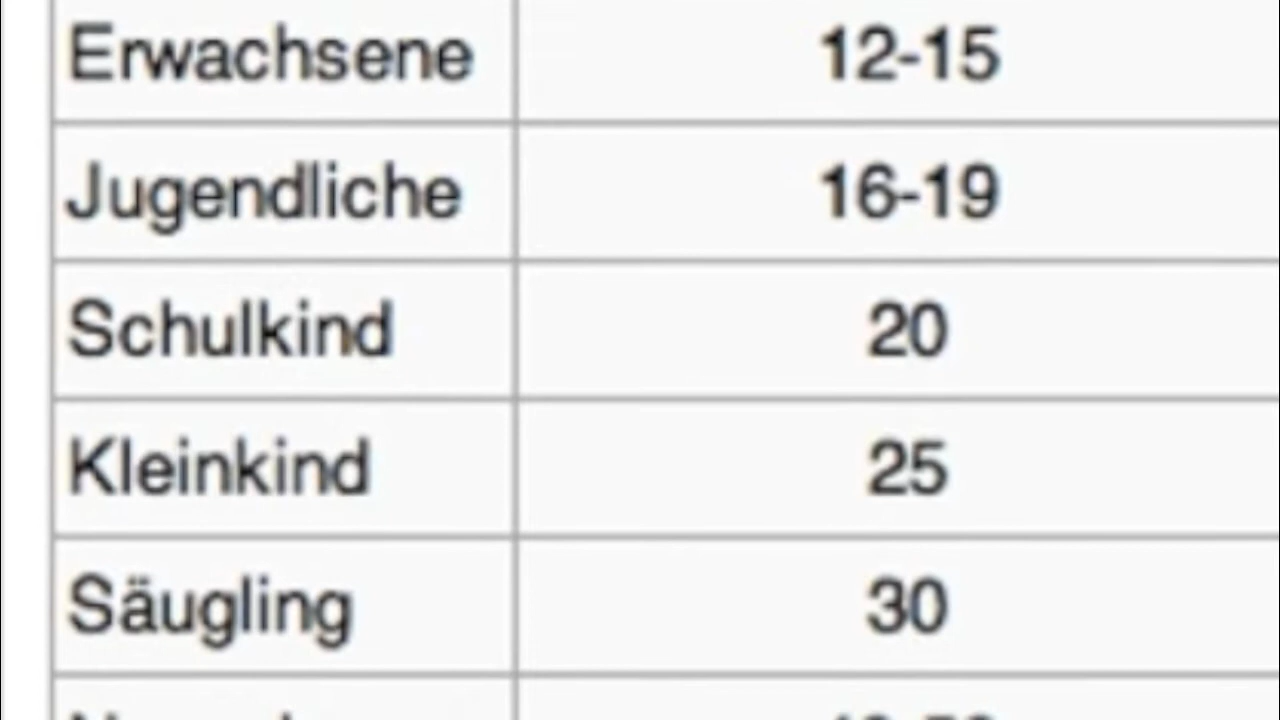 Erwachsene 12-15
Jugendliche 16-19
Schulkind 20
Kleinkind 25
Säugling 30